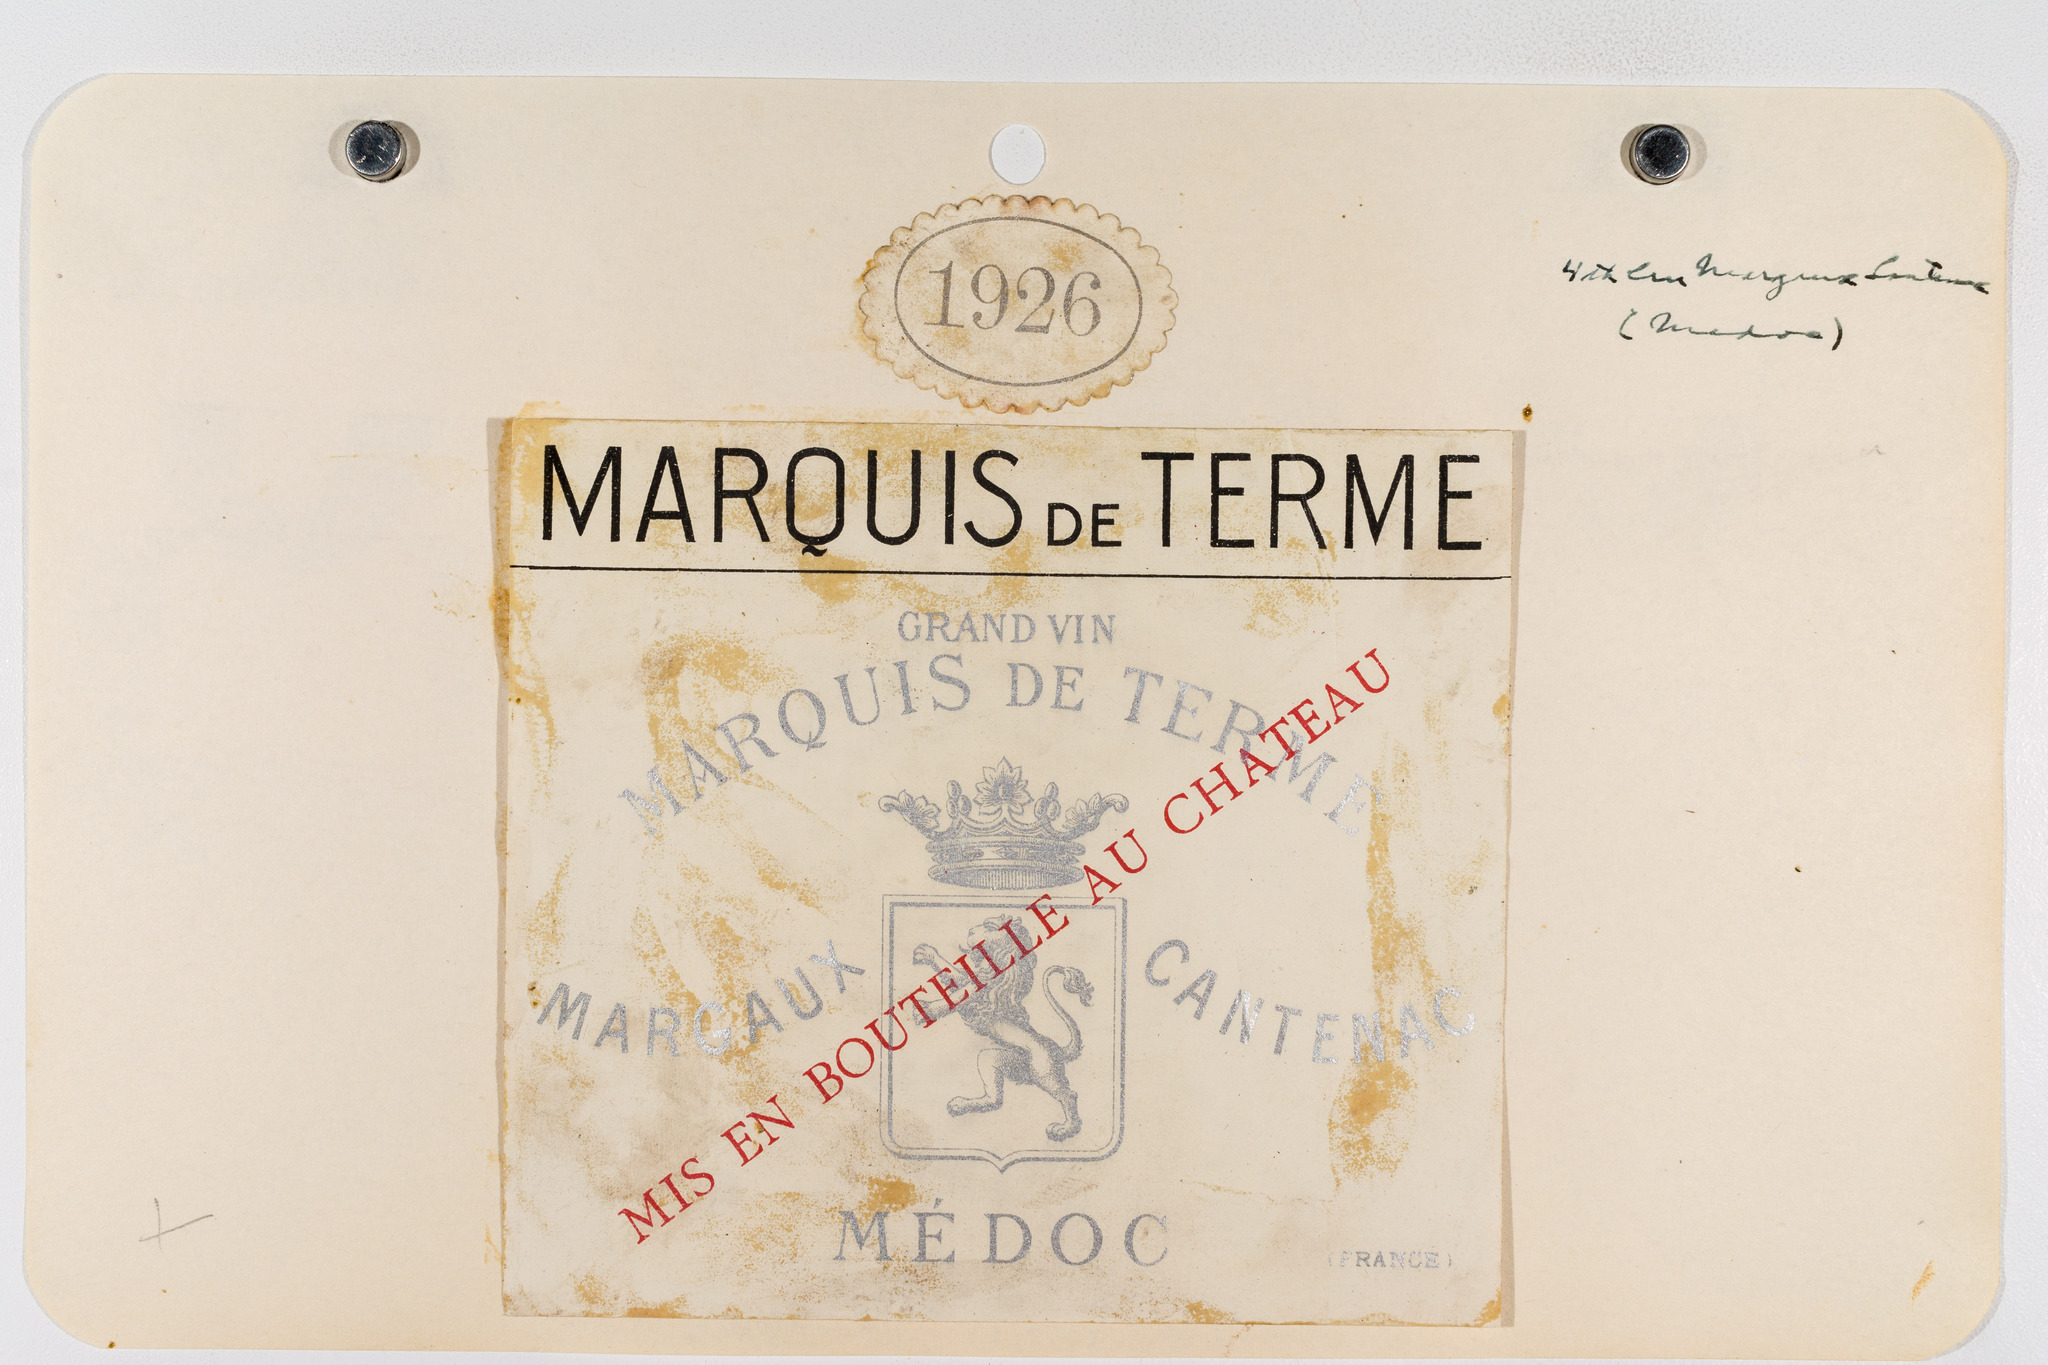 1926
4th Cru Margaux Cantenac
(Medoc)
MARQUIS DE TERME
GRAND VIN
MARQUIS DE TERME
MARGAUX CANTENAC
MIS EN BOUTEILLE AU CHATEAU
MÉDOC
(FRANCE)